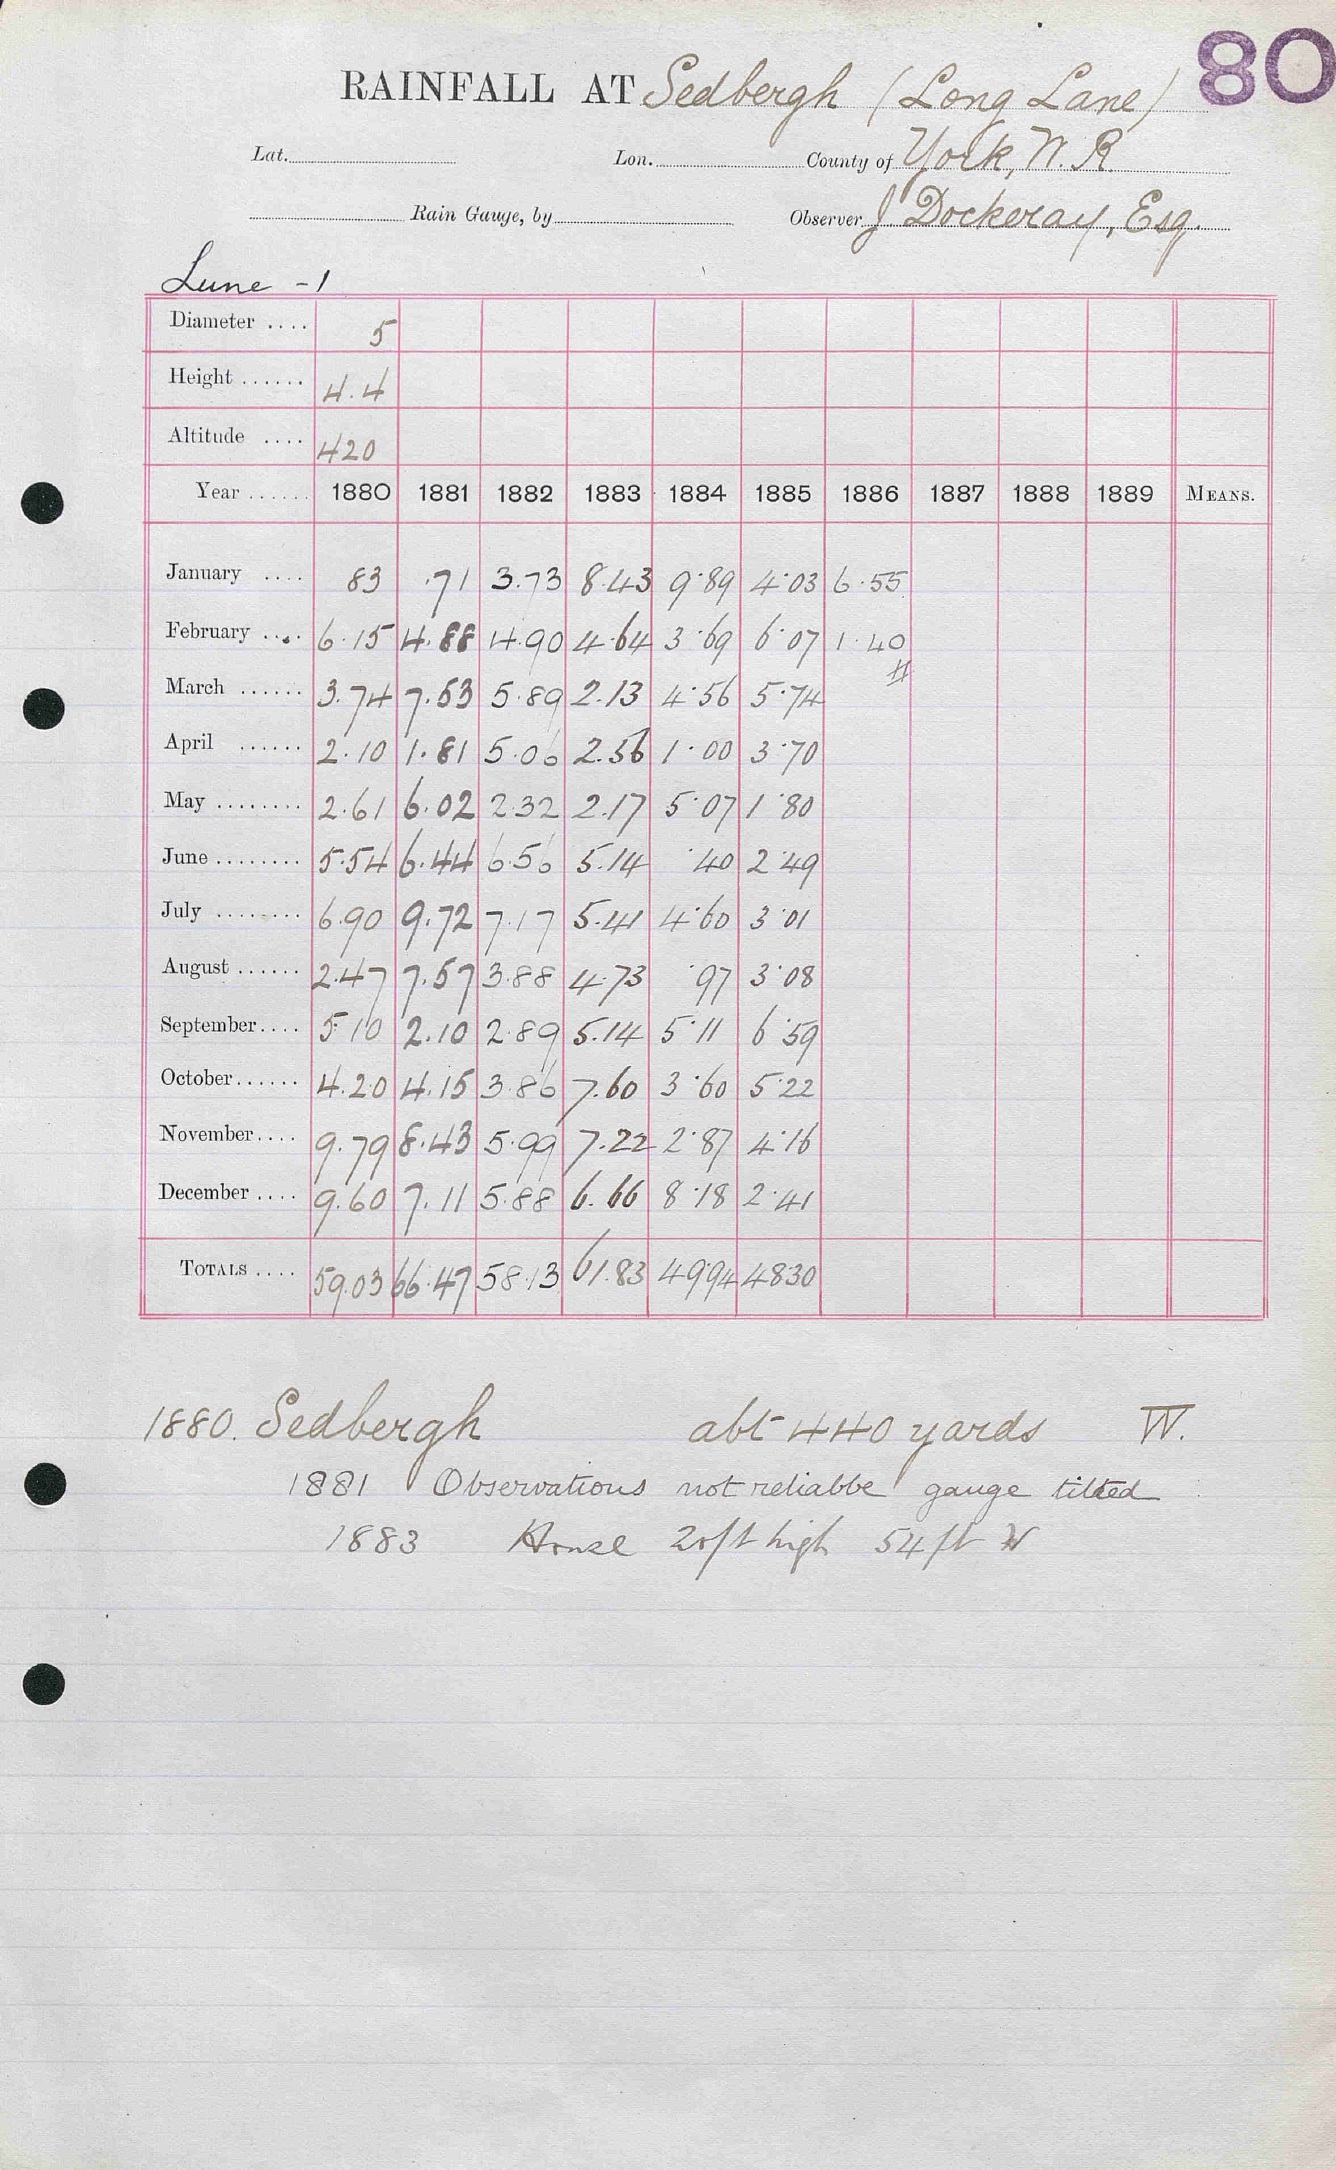 80
RAINFALL AT Sedbergh (Long Lane)
Lat. Lon. County of York, W. R.
Rain Gauge, by Observer J. Dockeray, Esq.
Lune - 1
Diameter .... 5
Height ...... 4.4
Altitude .... 420
Year ...... 1880 1881 1882 1883 1884 1885 1886 1887 1888 1889 MEANS.
January .... 83 .71 3.73 8.43 9.89 4.03 6.55
February .... 6.15 4.88 4.90 4.64 3.69 6.07 1.40
#
March ...... 3.74 7.53 5.89 2.13 4.56 5.74
April ...... 2.10 1.81 5.06 2.56 1.00 3.70
May ........ 2.61 6.02 2.32 2.17 5.07 1.80
June ........ 5.54 6.44 6.56 5.14 .40 2.49
July ........ 6.90 9.72 7.17 5.41 4.60 3.01
August ...... 2.47 7.57 3.88 4.73 .97 3.08
September .... 5.10 2.10 2.89 5.14 5.11 6.59
October ...... 4.20 4.15 3.86 7.60 3.60 5.22
November .... 9.79 8.43 5.99 7.22 2.87 4.16
December .... 9.60 7.11 5.88 6.66 8.18 2.41
TOTALS .... 59.03 66.47 58.13 61.83 49.94 48.30
1880. Sedbergh abt 440 yards W.
1881 Observations not reliable gauge tilted
1883 House 20ft high 54 ft W